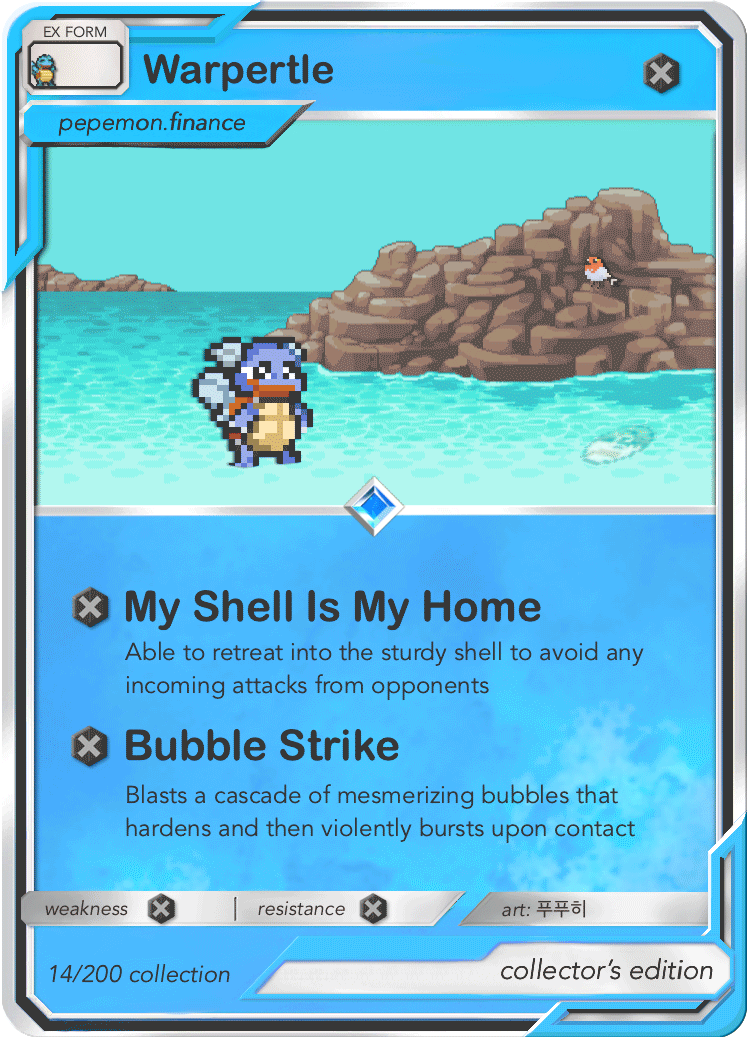 EX FORM
Warpertle
pepemon.finance
My Shell Is My Home
Able to retreat into the sturdy shell to avoid any
incoming attacks from opponents
Bubble Strike
Blasts a cascade of mesmerizing bubbles that
hardens and then violently bursts upon contact
weakness | resistance art: 푸푸히
14/200 collection collector's edition